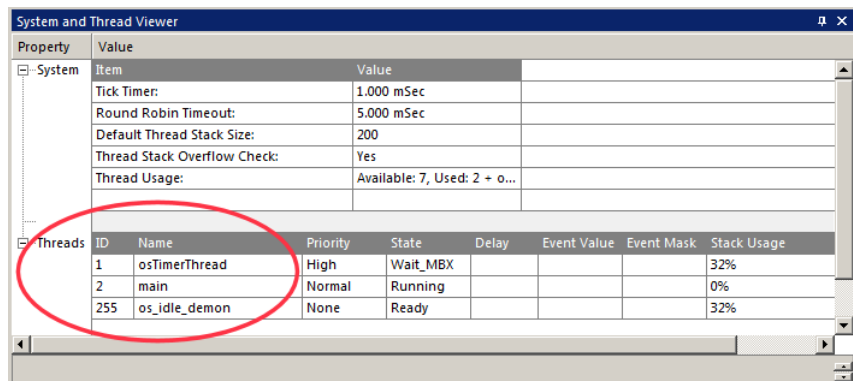 System and Thread Viewer
Property Value
System Item Value
Tick Timer: 1.000 mSec
Round Robin Timeout: 5.000 mSec
Default Thread Stack Size: 200
Thread Stack Overflow Check: Yes
Thread Usage: Available: 7, Used: 2 + o...
Threads ID Name Priority State Delay Event Value Event Mask Stack Usage
1 osTimerThread High Wait_MBX 32%
2 main Normal Running 0%
255 os_idle_demon None Ready 32%